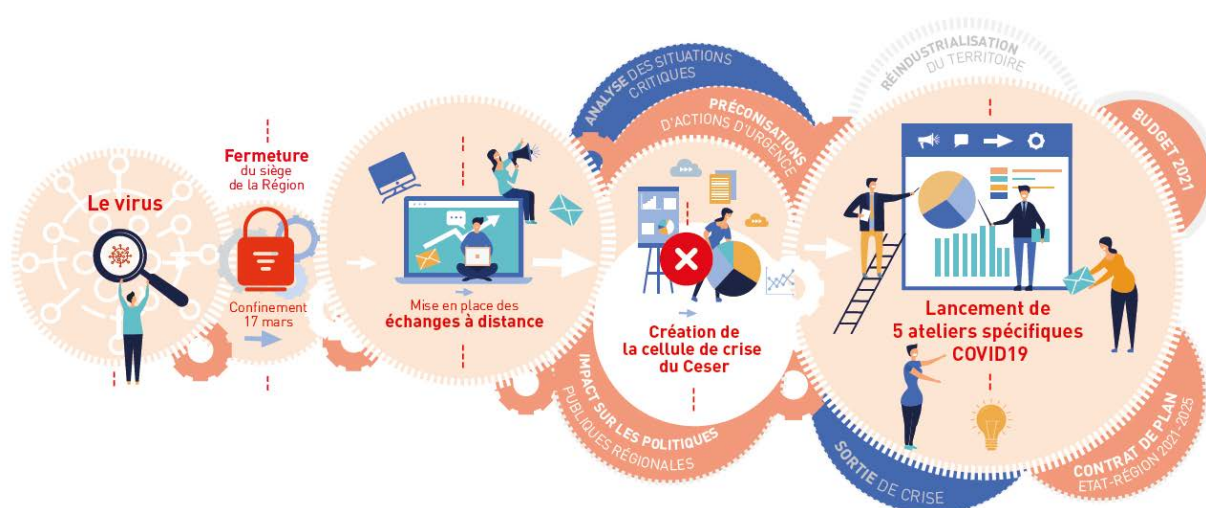 Le virus
Fermeture
du siège
de la Région
Confinement
17 mars
Mise en place des
échanges à distance
ANALYSE DES SITUATIONS
CRITIQUES
PRÉCONISATIONS
D'ACTIONS D'URGENCE
Création de
la cellule de crise
du Ceser
IMPACT SUR LES POLITIQUES
PUBLIQUES RÉGIONALES
RÉINDUSTRIALISATION
DU TERRITOIRE
BUDGET 2021
Lancement de
5 ateliers spécifiques
COVID19
SORTIE DE CRISE
CONTRAT DE PLAN
ETAT-RÉGION 2021-2025